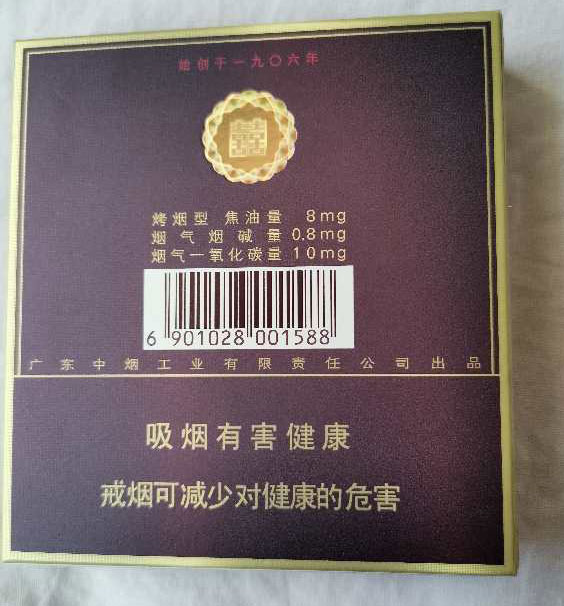 始创于一九〇六年
囍
烤烟型 焦油量 8mg
烟气烟碱量 0.8mg
烟气一氧化碳量 10mg
6 901028 001588
广东中烟工业有限责任公司出品
吸烟有害健康
戒烟可减少对健康的危害